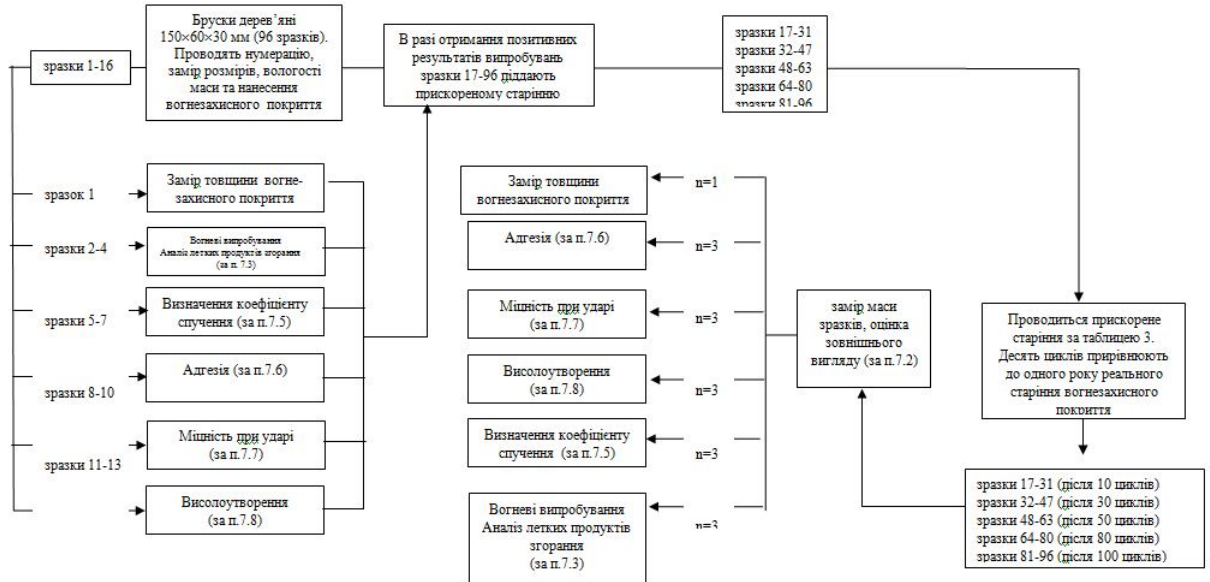 зразки 1-16
Бруски дерев’яні
150×60×30 мм (96 зразків).
Проводять нумерацію,
замір розмірів, вологості
маси та нанесення
вогнезахисного покриття
В разі отримання позитивних
результатів випробувань
зразки 17-96 піддають
прискореному старінню
зразки 17-31
зразки 32-47
зразки 48-63
зразки 64-80
зразки 81-96
зразок 1
Замір товщини вогне-
захисного покриття
зразки 2-4
Вогневі випробування
Аналіз летких продуктів згорання
(за п. 7.3)
зразки 5-7
Визначення коефіцієнту
спучення (за п.7.5)
зразки 8-10
Адгезія (за п.7.6)
зразки 11-13
Міцність при ударі
(за п.7.7)
Висолоутворення
(за п.7.8)
Замір товщини
вогнезахисного покриття
n=1
Адгезія (за п.7.6)
n=3
Міцність при ударі
(за п.7.7)
n=3
Висолоутворення
(за п.7.8)
n=3
Визначення коефіцієнту
спучення (за п.7.5)
n=3
Вогневі випробування
Аналіз летких продуктів
згорання
(за п.7.3)
n=3
замір маси
зразків, оцінка
зовнішнього
вигляду (за п.7.2)
Проводиться прискорене
старіння за таблицею 3.
Десять циклів прирівнюють
до одного року реального
старіння вогнезахисного
покриття
зразки 17-31 (після 10 циклів)
зразки 32-47 (після 30 циклів)
зразки 48-63 (після 50 циклів)
зразки 64-80 (після 80 циклів)
зразки 81-96 (після 100 циклів)